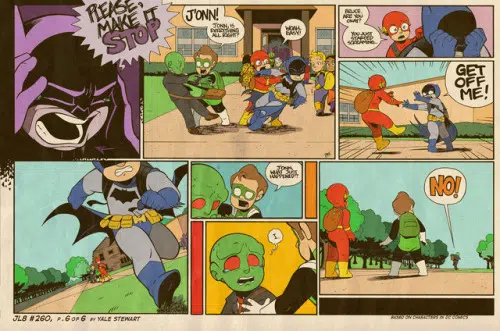 PLEASE,
MAKE IT
STOP
J'ONN!
J'ONN, IS
EVERYTHING
ALL RIGHT?
WOAH,
EASY!
BRUCE,
ARE YOU
OKAY?
YOU JUST
STARTED
SCREAMING...
GET
OFF
ME!
J'ONN,
WHAT JUST
HAPPENED?
I...
NO!
JL8 #260, P. 6 OF 6 BY YALE STEWART
BASED ON CHARACTERS IN DC COMICS